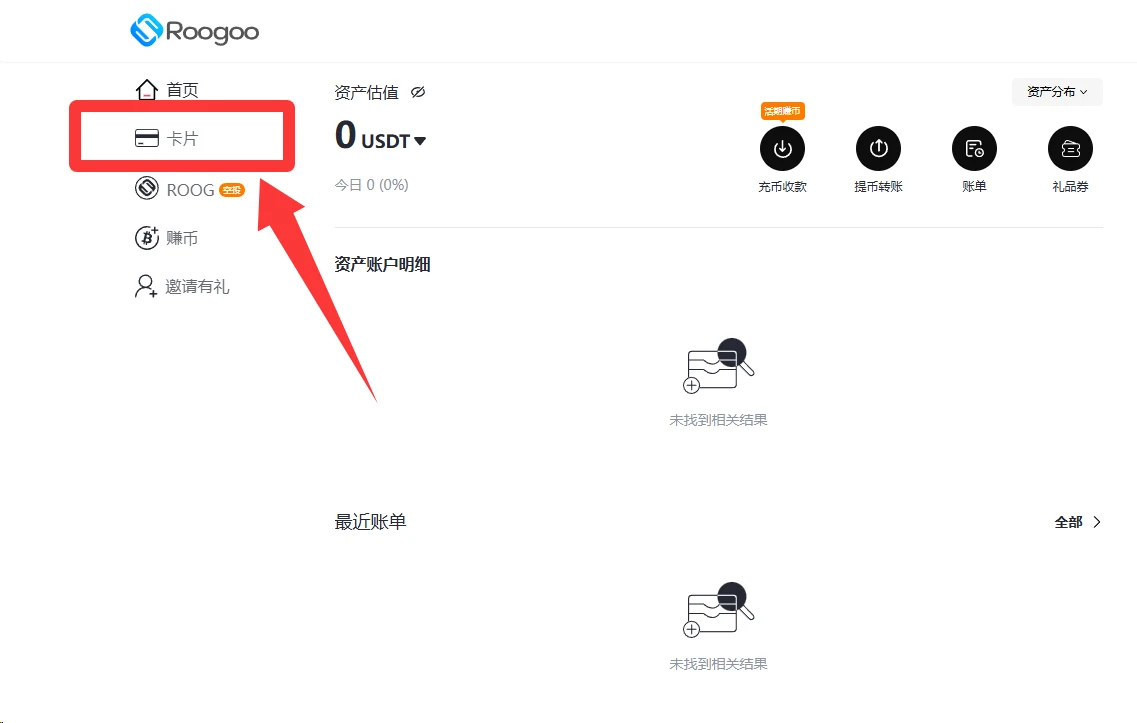 Roogoo
首页
卡片
ROOG 空投
赚币
邀请有礼
资产估值
资产分布
0 USDT
今日 0 (0%)
活期赚币
充币收款
提币转账
账单
礼品券
资产账户明细
未找到相关结果
最近账单
全部
未找到相关结果